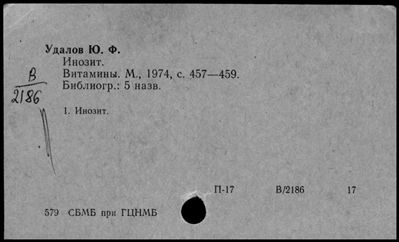 Удалов Ю. Ф.
Инозит.
Витамины. М., 1974, с. 457—459.
Библиогр.: 5 назв.
В
2186
1. Инозит.
П-17 В/2186 17
579 СБМБ при ГЦНМБ